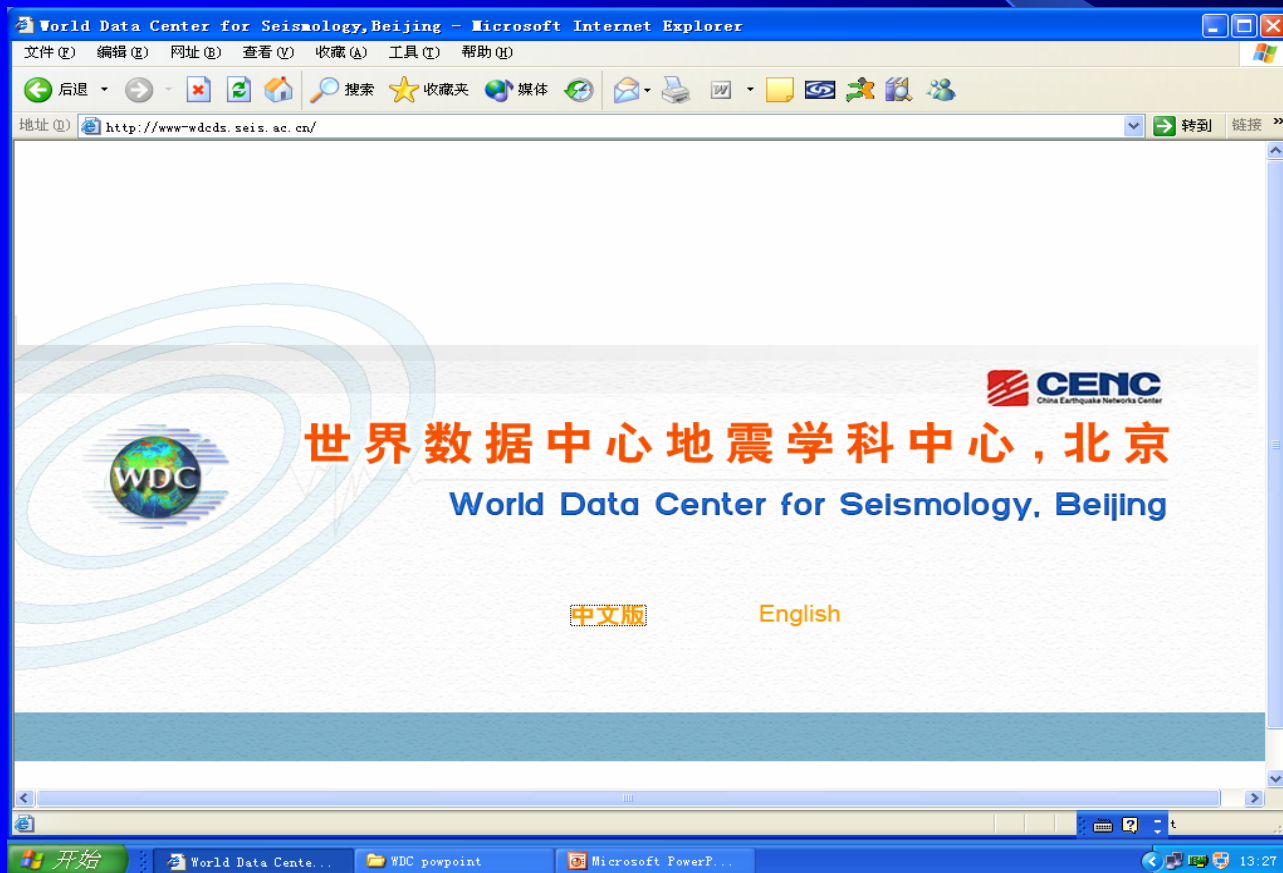 World Data Center for Seismology,Beijing - Microsoft Internet Explorer
文件(F) 编辑(E) 网址(B) 查看(V) 收藏(A) 工具(T) 帮助(H)
后退 搜索 收藏夹 媒体
地址(D) http://www-wdcds.seis.ac.cn/ 转到 链接 »
CENC
China Earthquake Networks Center
世界数据中心地震学科中心,北京
WDC
World Data Center for Seismology, Beijing
中文版 English
t
开始 World Data Cente... WDC powpoint Microsoft PowerP... 13:27